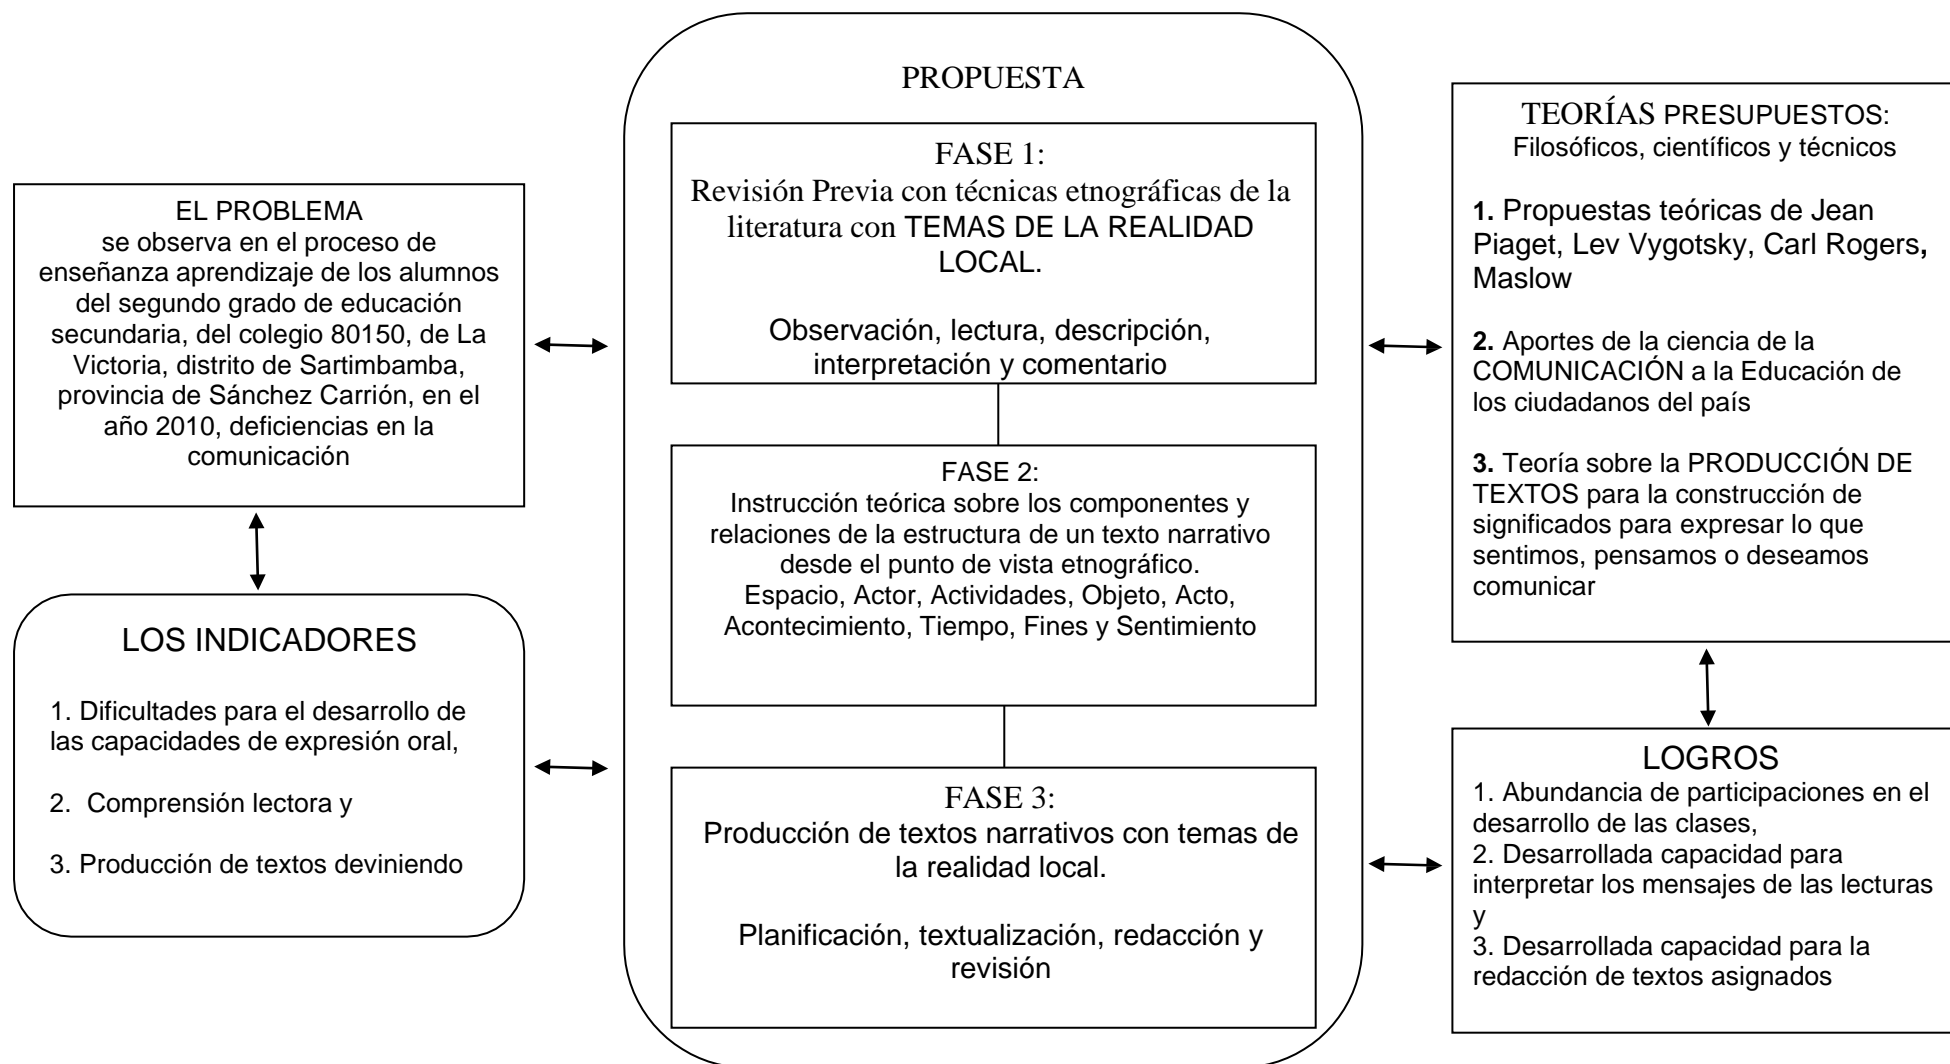 EL PROBLEMA
se observa en el proceso de
enseñanza aprendizaje de los alumnos
del segundo grado de educación
secundaria, del colegio 80150, de La
Victoria, distrito de Sartimbamba,
provincia de Sánchez Carrión, en el
año 2010, deficiencias en la
comunicación
LOS INDICADORES
1. Dificultades para el desarrollo de
las capacidades de expresión oral,
2. Comprensión lectora y
3. Producción de textos deviniendo
PROPUESTA
FASE 1:
Revisión Previa con técnicas etnográficas de la
literatura con TEMAS DE LA REALIDAD
LOCAL.
Observación, lectura, descripción,
interpretación y comentario
FASE 2:
Instrucción teórica sobre los componentes y
relaciones de la estructura de un texto narrativo
desde el punto de vista etnográfico.
Espacio, Actor, Actividades, Objeto, Acto,
Acontecimiento, Tiempo, Fines y Sentimiento
FASE 3:
Producción de textos narrativos con temas de
la realidad local.
Planificación, textualización, redacción y
revisión
TEORÍAS PRESUPUESTOS:
Filosóficos, científicos y técnicos
1. Propuestas teóricas de Jean
Piaget, Lev Vygotsky, Carl Rogers,
Maslow
2. Aportes de la ciencia de la
COMUNICACIÓN a la Educación de
los ciudadanos del país
3. Teoría sobre la PRODUCCIÓN DE
TEXTOS para la construcción de
significados para expresar lo que
sentimos, pensamos o deseamos
comunicar
LOGROS
1. Abundancia de participaciones en el
desarrollo de las clases,
2. Desarrollada capacidad para
interpretar los mensajes de las lecturas
y
3. Desarrollada capacidad para la
redacción de textos asignados